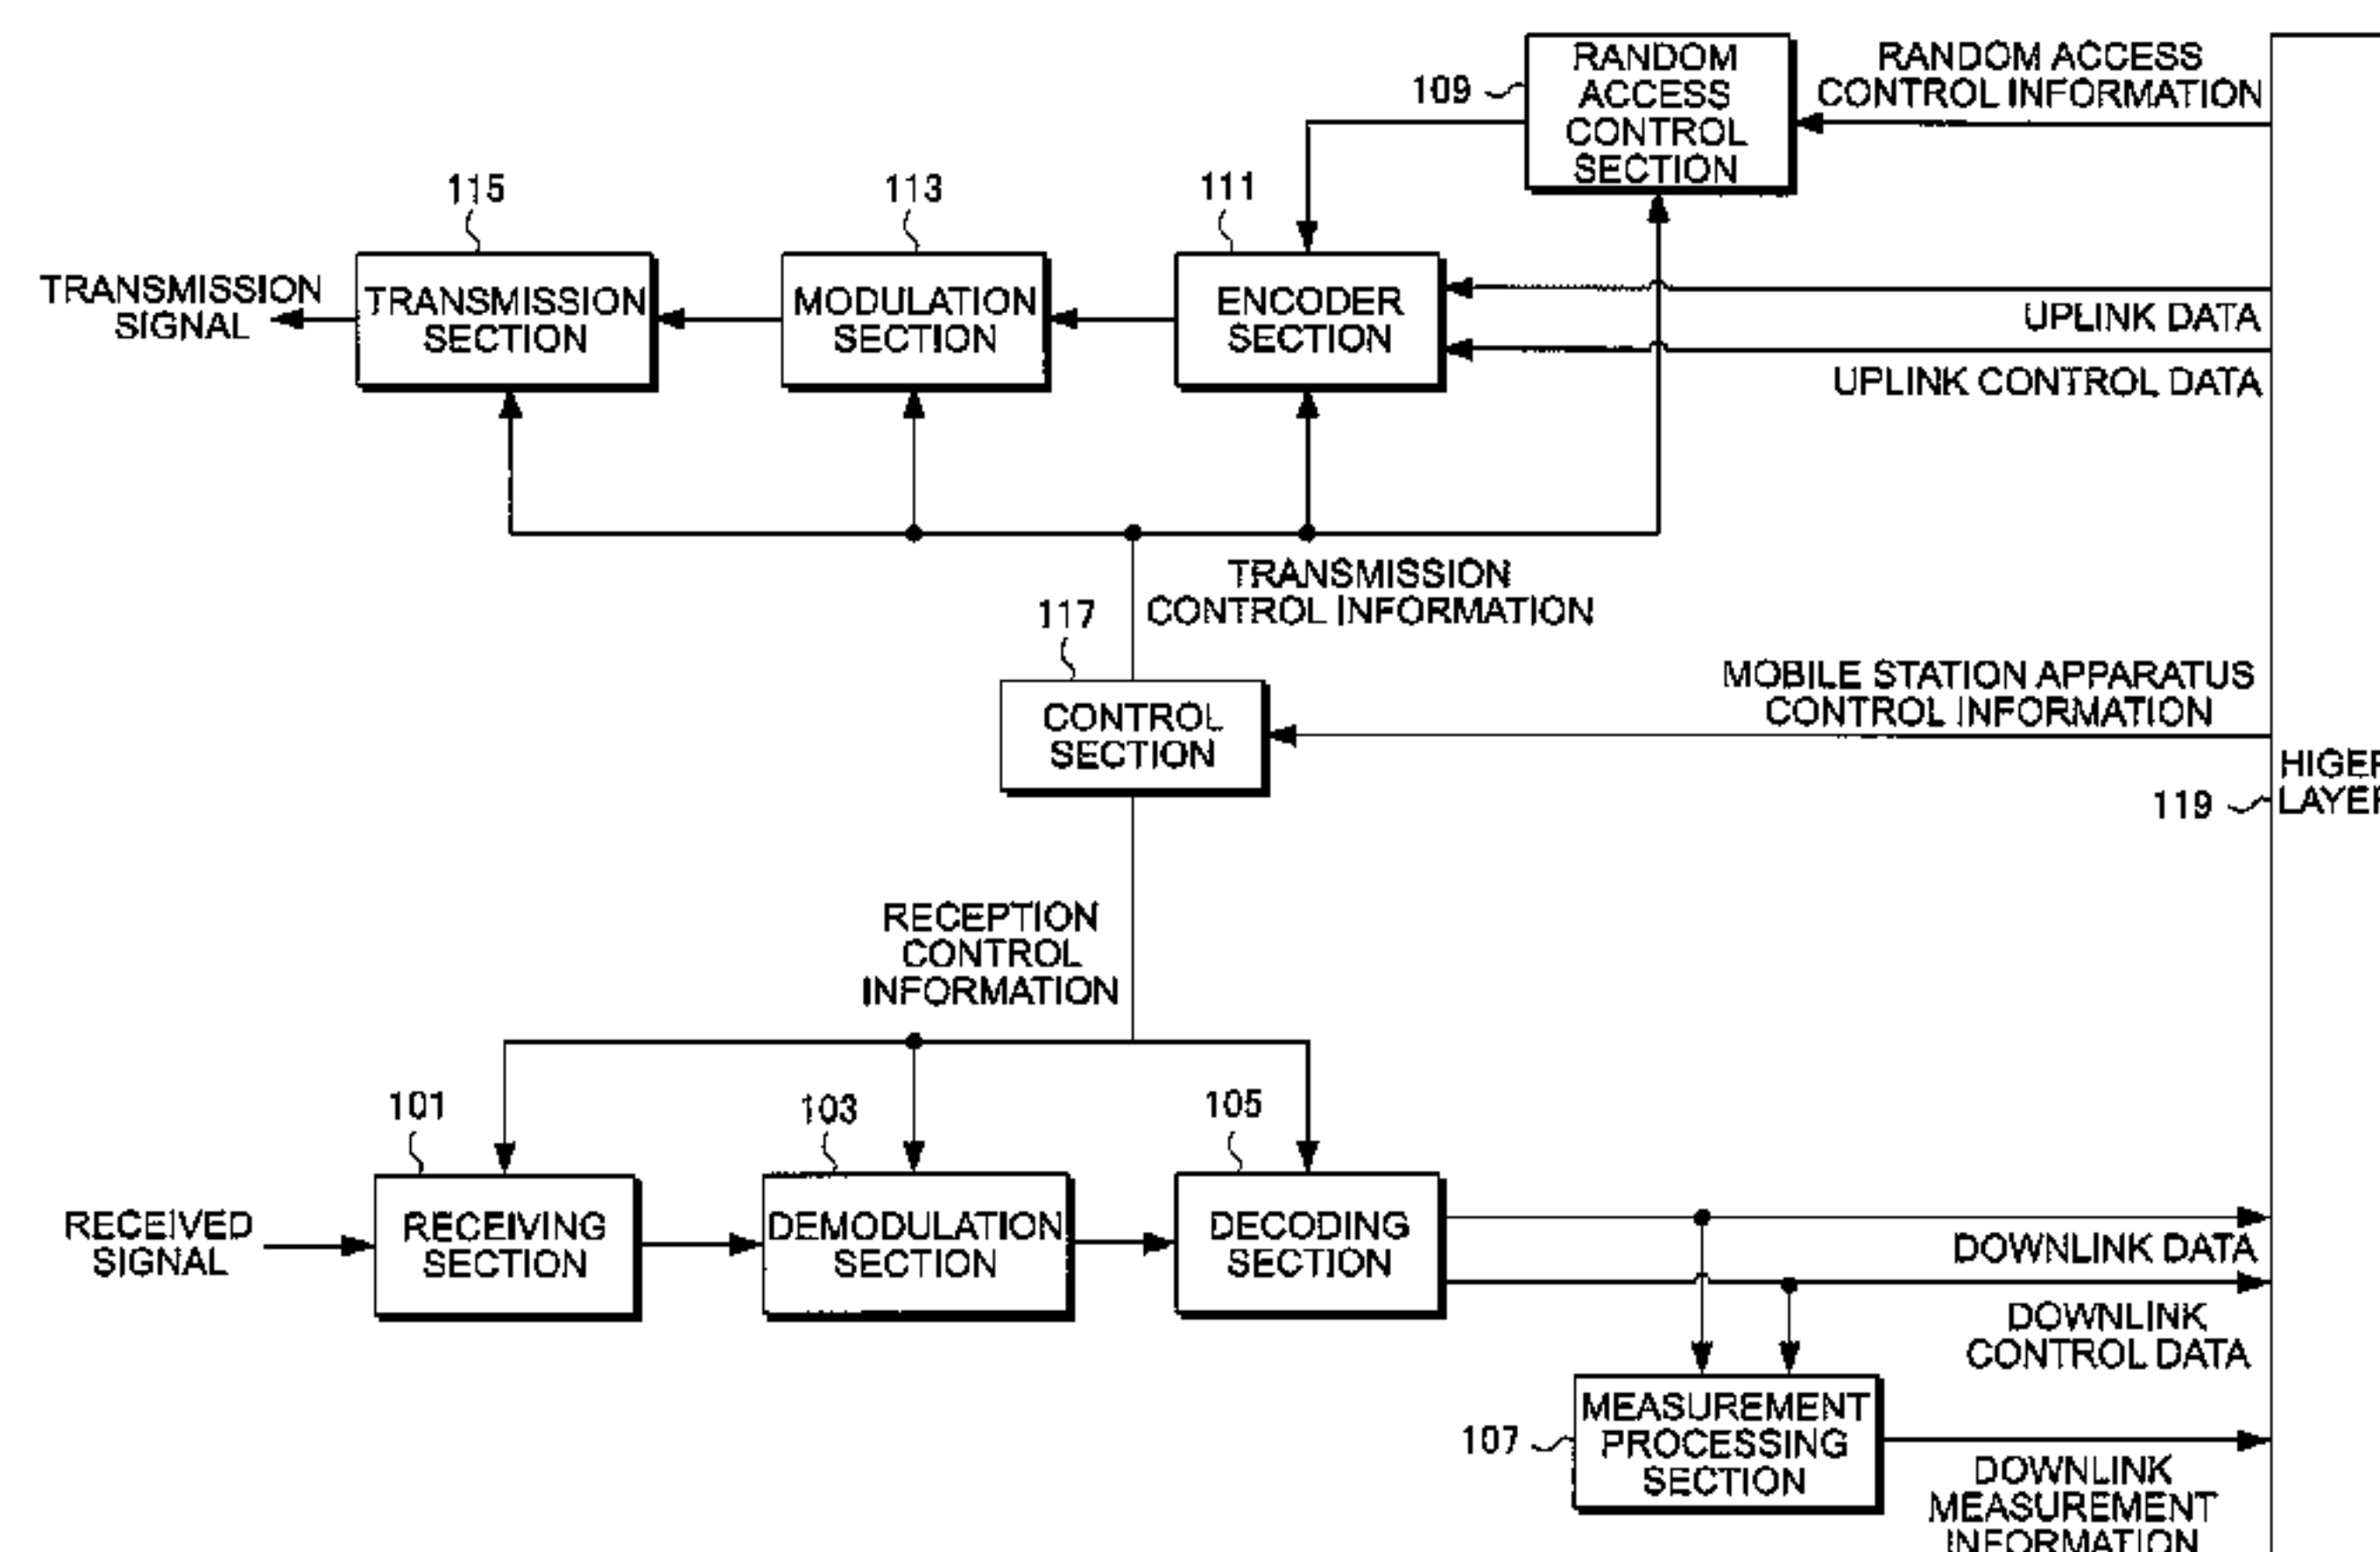 RANDOM
ACCESS
CONTROL
SECTION
109
RANDOM ACCESS
CONTROL INFORMATION
115
113
111
TRANSMISSION
SIGNAL
TRANSMISSION
SECTION
MODULATION
SECTION
ENCODER
SECTION
UPLINK DATA
UPLINK CONTROL DATA
TRANSMISSION
CONTROL INFORMATION
117
CONTROL
SECTION
MOBILE STATION APPARATUS
CONTROL INFORMATION
HIGER
LAYER
119
RECEPTION
CONTROL
INFORMATION
101
103
105
RECEIVED
SIGNAL
RECEIVING
SECTION
DEMODULATION
SECTION
DECODING
SECTION
DOWNLINK DATA
DOWNLINK
CONTROL DATA
107
MEASUREMENT
PROCESSING
SECTION
DOWNLINK
MEASUREMENT
INFORMATION